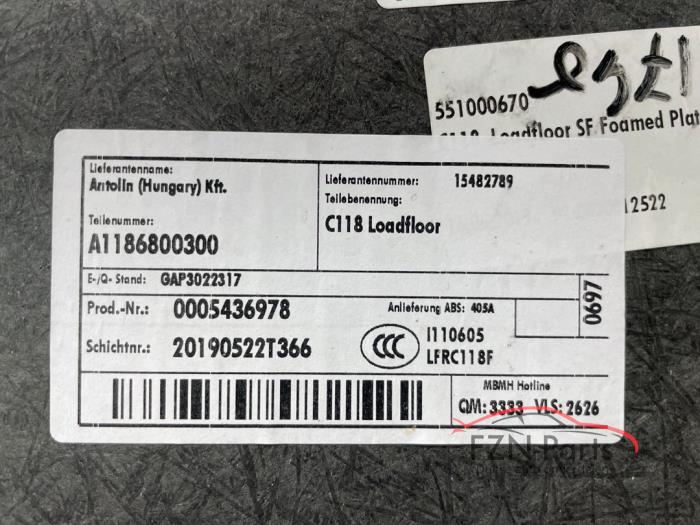 551000670
C118 Loadfloor SF Foamed Plat
12522
Lieferantenname:
Antolin (Hungary) Kft.
Lieferantennummer: 15482789
Teilebenennung:
C118 Loadfloor
Teilenummer:
A1186800300
E-/Q- Stand: GAP3022317
Prod.-Nr.: 0005436978
Anlieferung ABS: 405A
0697
Schichtnr.: 20190522T366
CCC
I110605
LFRC118F
MBMH Hotline
QM: 3333 VLS: 2626
FZN-Parts